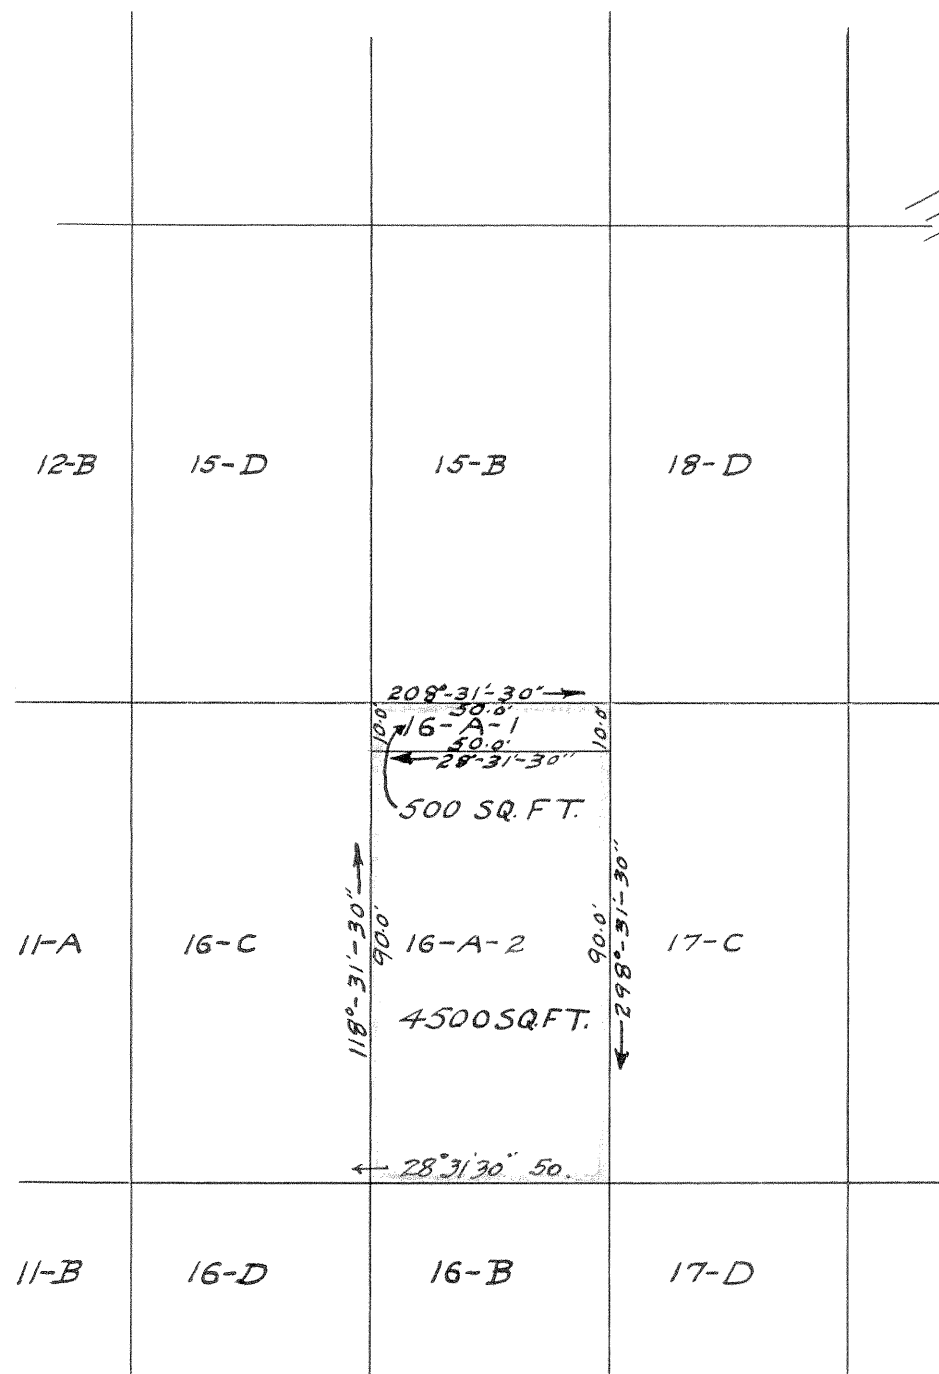 12-B 15-D 15-B 18-D
208°-31'-30"
50.0'
10.0' 16-A-1 10.0'
50.0'
28°-31'-30"
500 SQ. FT.
118°-31'-30" 90.0' 90.0' 298°-31'-30"
11-A 16-C 16-A-2 17-C
4500 SQ.FT.
28°31'30" 50.
11-B 16-D 16-B 17-D